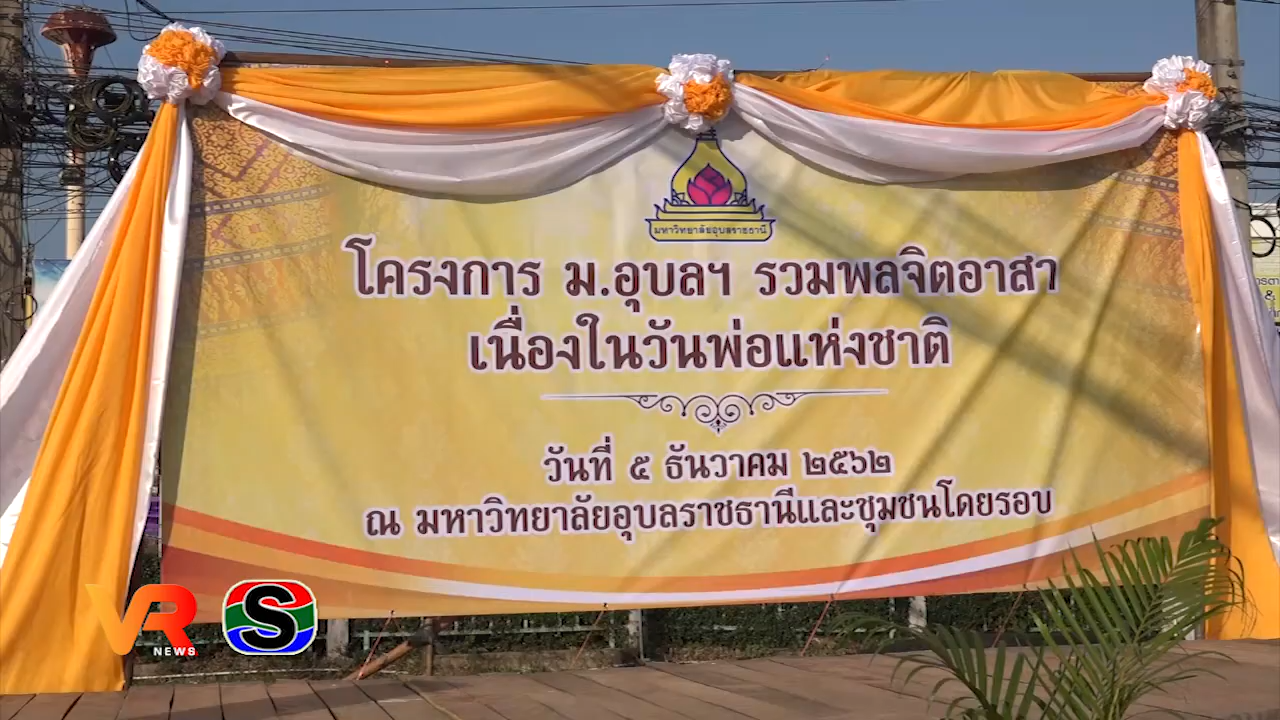 มหาวิทยาลัยอุบลราชธานี
โครงการ ม.อุบลฯ รวมพลจิตอาสา
เนื่องในวันพ่อแห่งชาติ
วันที่ ๕ ธันวาคม ๒๕๖๒
ณ มหาวิทยาลัยอุบลราชธานีและชุมชนโดยรอบ
VR NEWS
S